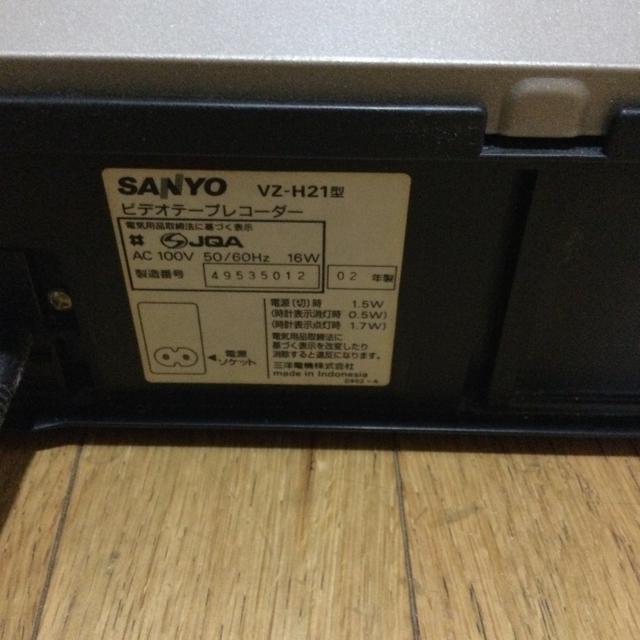 SANYO VZ-H21型
ビデオテープレコーダー
電気用品取締法に基づく表示
JQA
AC 100V 50/60Hz 16W
製造番号 49535012 02 年製
電源(切)時 1.5W
(時計表示消灯時 0.5W)
(時計表示点灯時 1.7W)
電気用品取締法に
基づく表示を改変したり
消除すると違反になります。
電源
ソケット
三洋電機株式会社
made in Indonesia